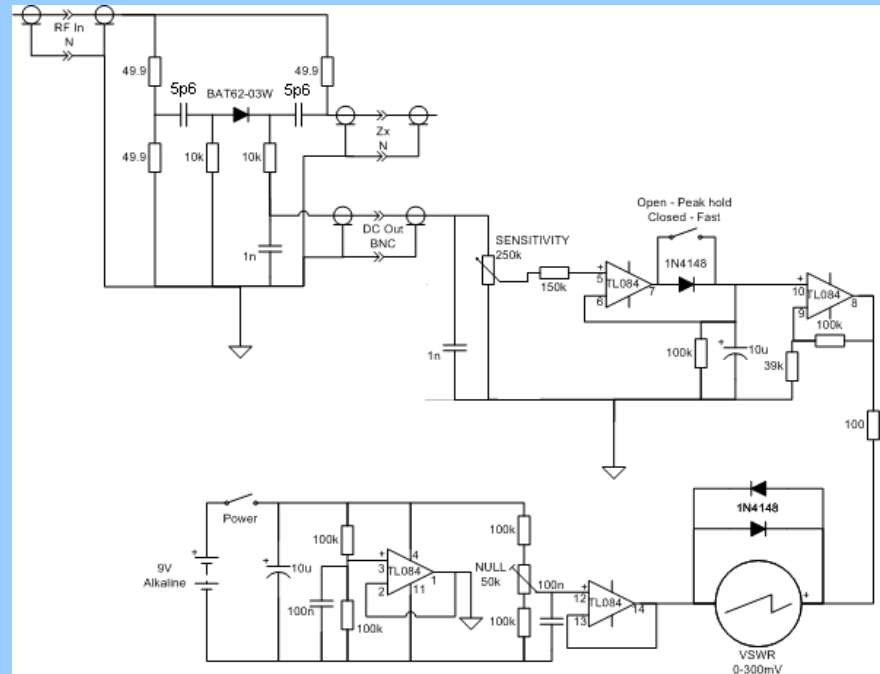 RF In
N
49.9
49.9
5p6
BAT62-03W
5p6
Zx
N
49.9
10k
10k
Open - Peak hold
Closed - Fast
DC Out
BNC
1n
SENSITIVITY
250k
1N4148
+
5
TL084
7
6
150k
+
10
TL084
8
9
100k
1n
100k
+
10u
39k
100
1N4148
Power
100k
100k
9V
Alkaline
+
+
10u
+
3
TL084
4
1
2
11
NULL
50k
100n
100n
100k
100k
+
12
TL084
14
13
+
VSWR
0-300mV